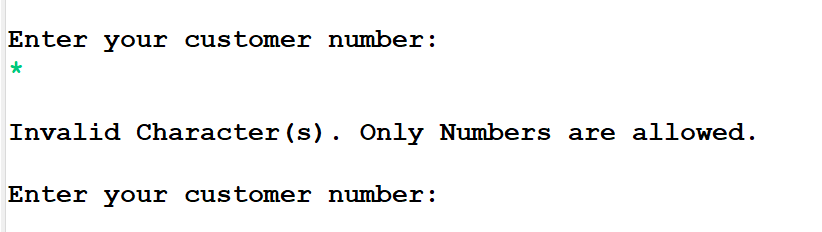 Enter your customer number:
*
Invalid Character(s). Only Numbers are allowed.
Enter your customer number: